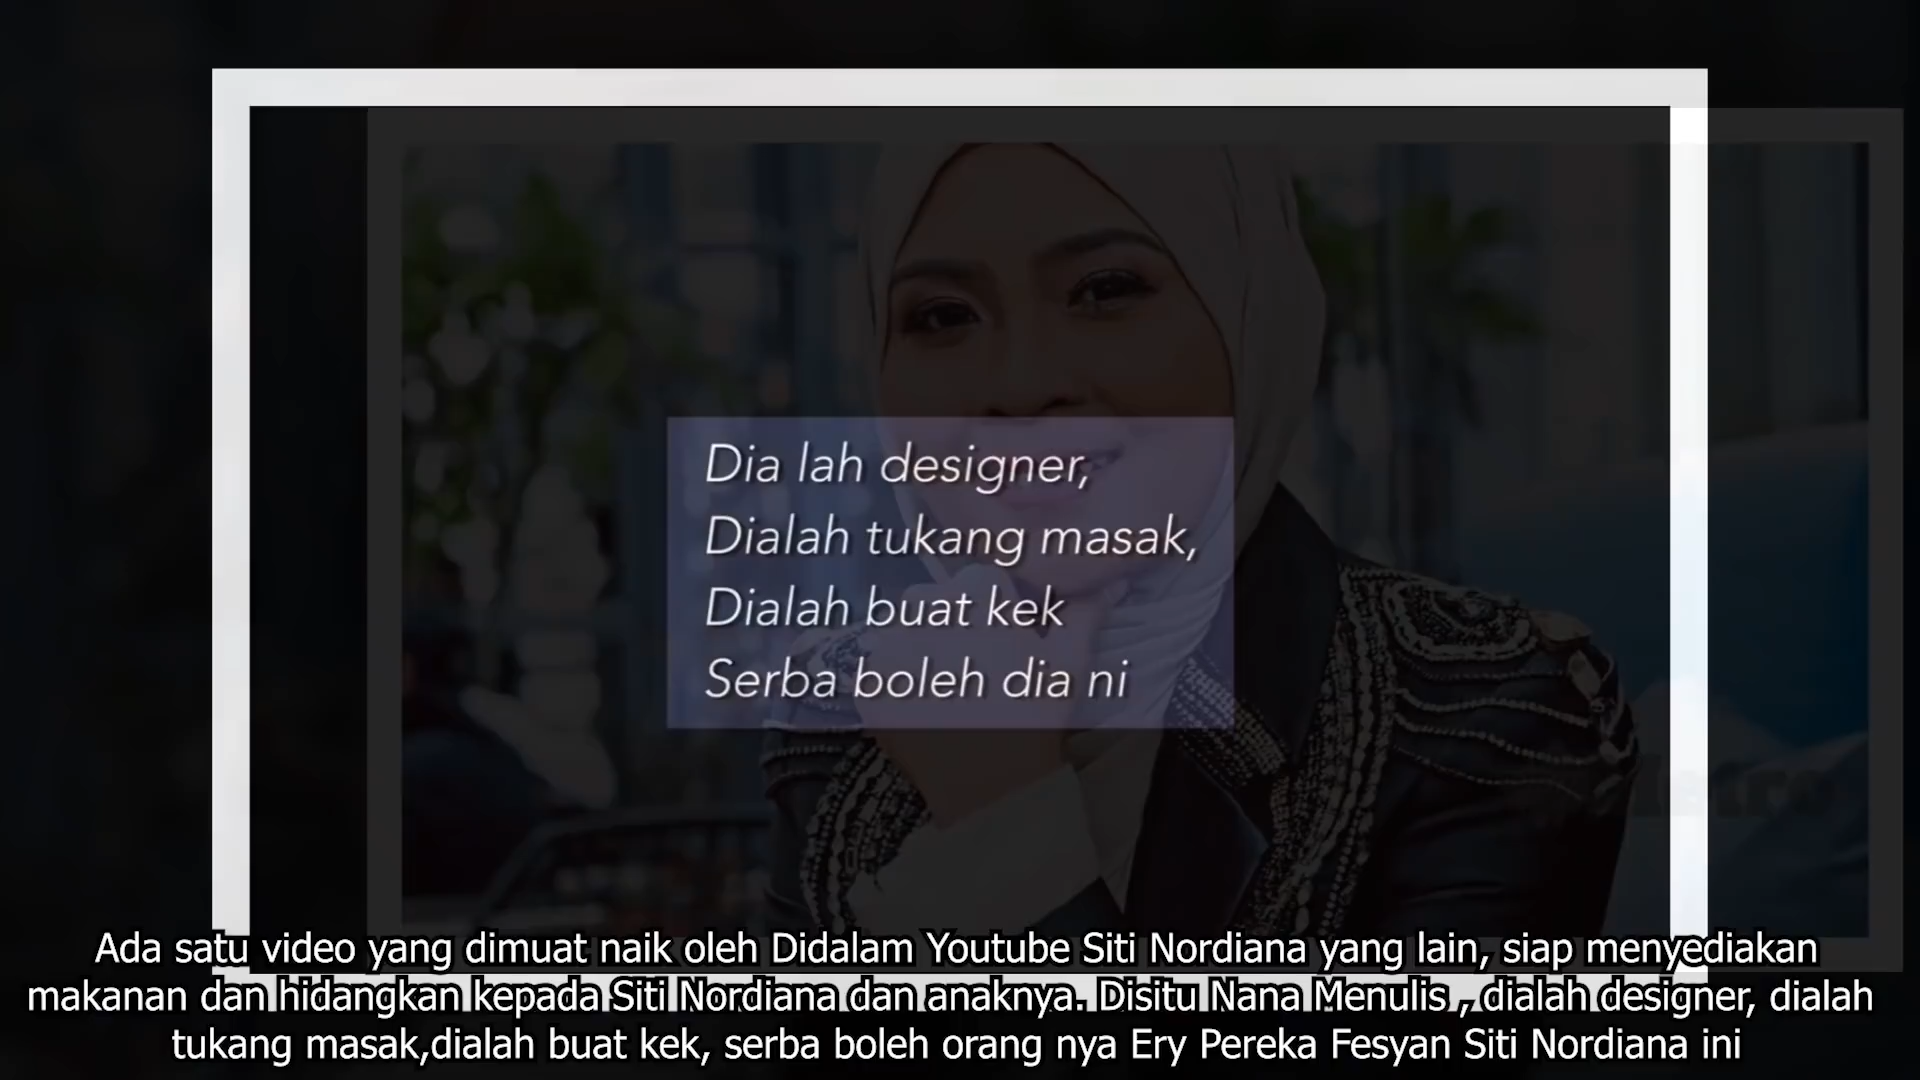 Dia lah designer,
Dialah tukang masak,
Dialah buat kek
Serba boleh dia ni
Ada satu video yang dimuat naik oleh Didalam Youtube Siti Nordiana yang lain, siap menyediakan
makanan dan hidangkan kepada Siti Nordiana dan anaknya. Disitu Nana Menulis , dialah designer, dialah
tukang masak,dialah buat kek, serba boleh orang nya Ery Pereka Fesyan Siti Nordiana ini